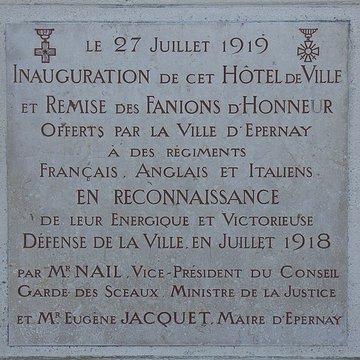 LE 27 JUILLET 1919
INAUGURATION DE CET HÔTEL DE VILLE
ET REMISE DES FANIONS D'HONNEUR
OFFERTS PAR LA VILLE D'EPERNAY
À DES RÉGIMENTS
FRANÇAIS, ANGLAIS ET ITALIENS
EN RECONNAISSANCE
DE LEUR ENERGIQUE ET VICTORIEUSE
DÉFENSE DE LA VILLE, EN JUILLET 1918
PAR MR NAIL, VICE-PRÉSIDENT DU CONSEIL
GARDE DES SCEAUX, MINISTRE DE LA JUSTICE
ET MR EUGÈNE JACQUET, MAIRE D'EPERNAY